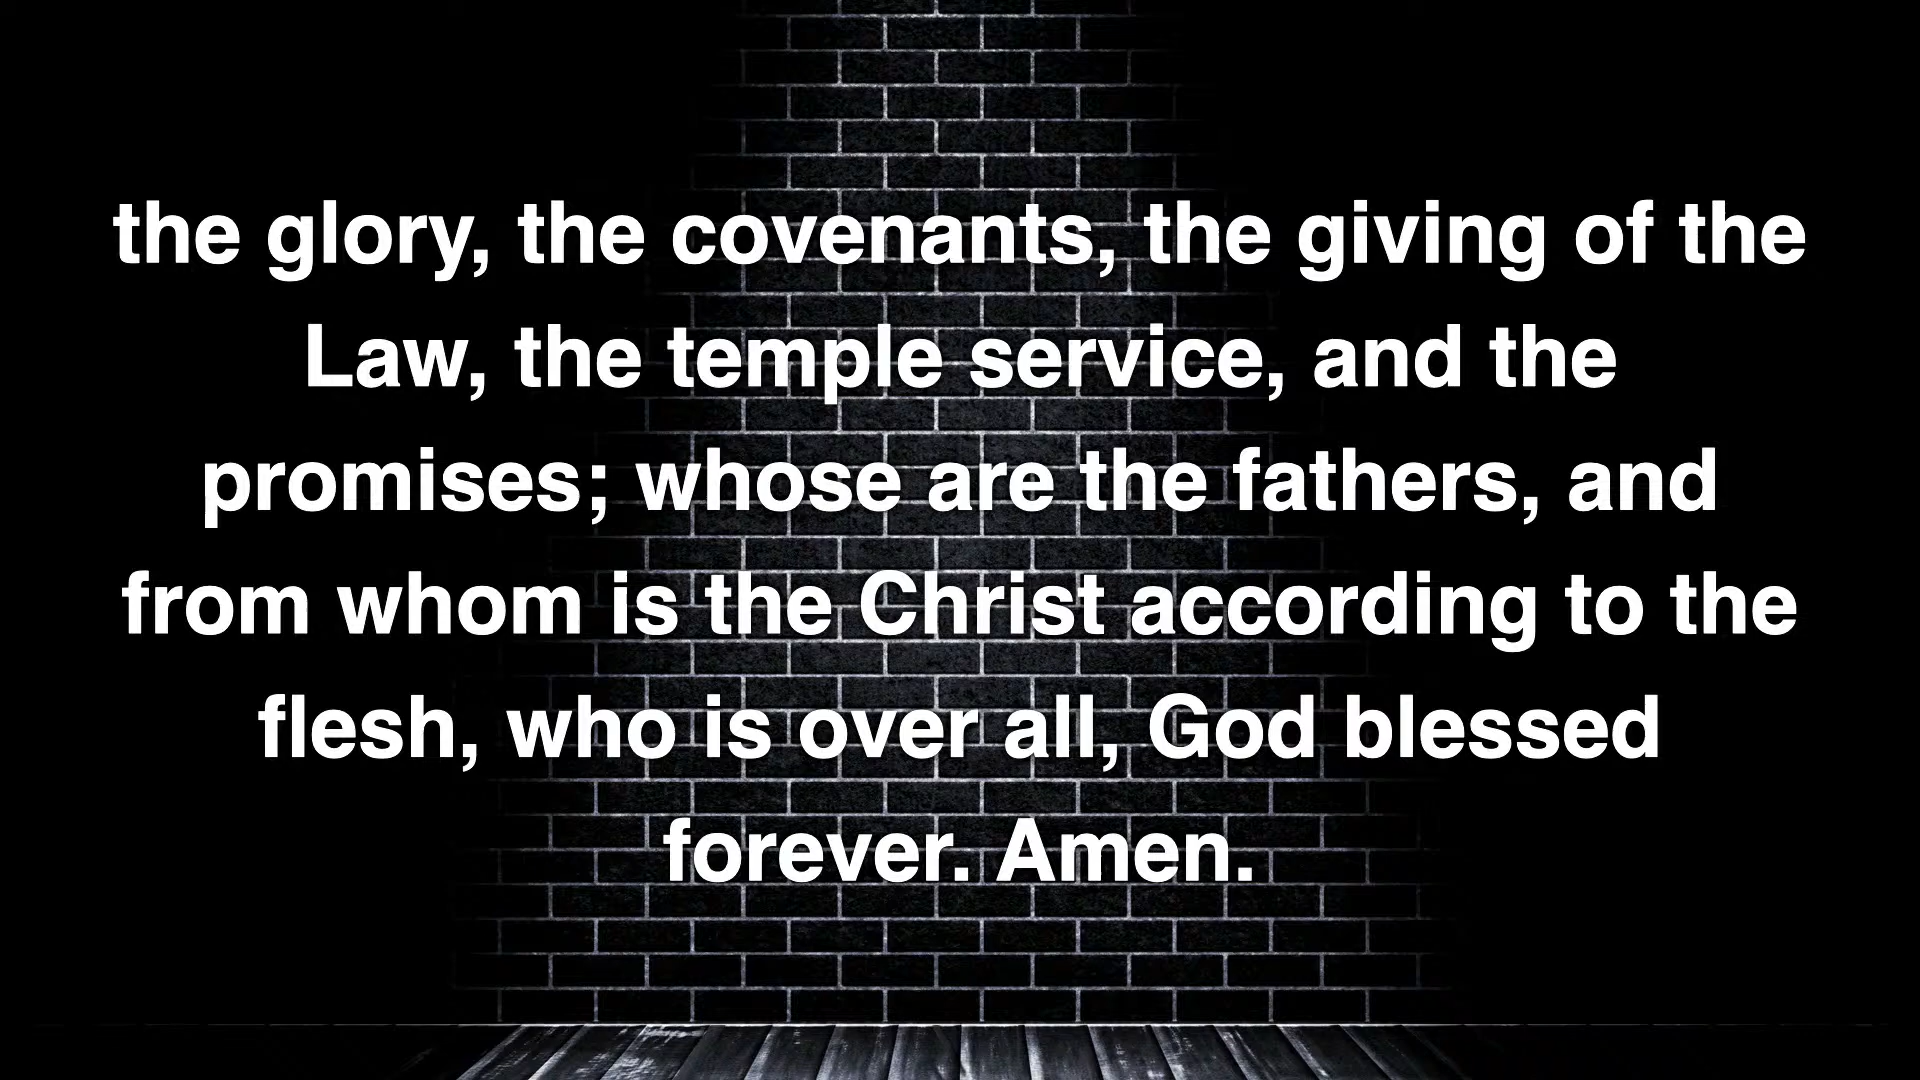 the glory, the covenants, the giving of the
Law, the temple service, and the
promises; whose are the fathers, and
from whom is the Christ according to the
flesh, who is over all, God blessed
forever. Amen.